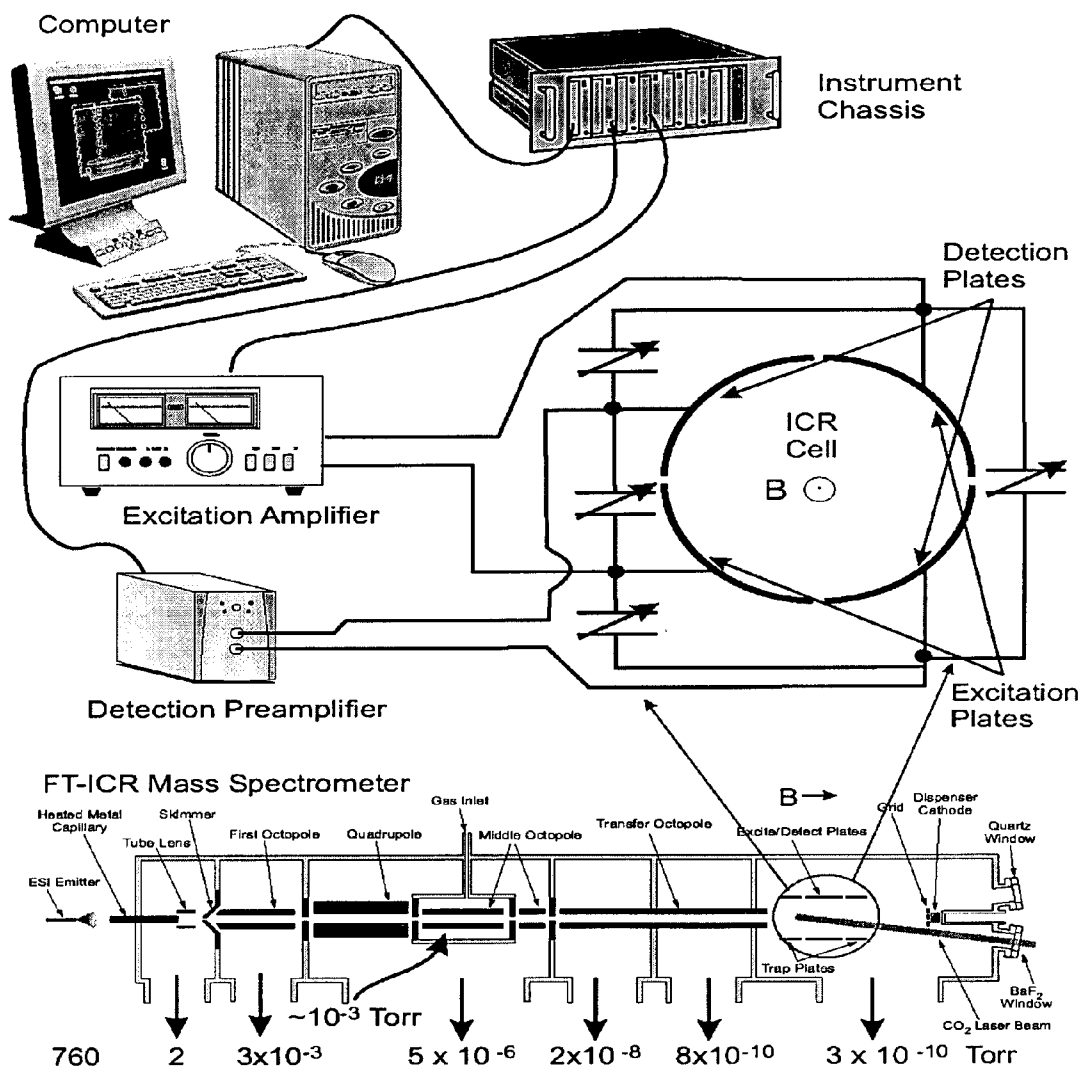 Computer
Instrument
Chassis
Detection
Plates
ICR
Cell
B
Excitation Amplifier
Detection Preamplifier
Excitation
Plates
FT-ICR Mass Spectrometer
B
Heated Metal
Capillary
Skimmer
Tube Lens
First Octopole
Quadrupole
Gas Inlet
Middle Octopole
Transfer Octopole
Excite/Detect Plates
Grid
Dispenser
Cathode
Quartz
Window
ESI Emitter
Trap Plates
BaF2
Window
CO2 Laser Beam
~10-3 Torr
760 2 3x10-3 5 x 10 -6 2x10-8 8x10-10 3 x 10 -10 Torr